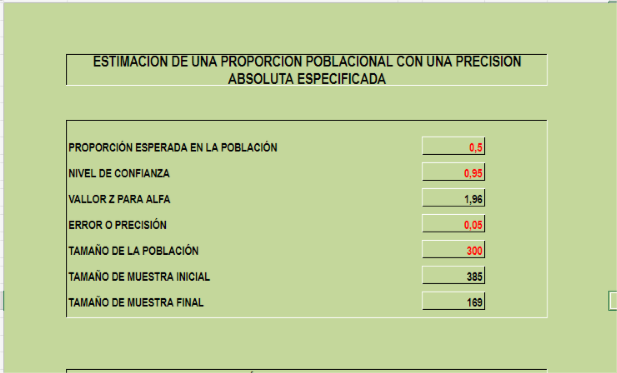 ESTIMACION DE UNA PROPORCION POBLACIONAL CON UNA PRECISION
ABSOLUTA ESPECIFICADA
PROPORCIÓN ESPERADA EN LA POBLACIÓN 0,5
NIVEL DE CONFIANZA 0,95
VALLOR Z PARA ALFA 1,96
ERROR O PRECISIÓN 0,05
TAMAÑO DE LA POBLACIÓN 300
TAMAÑO DE MUESTRA INICIAL 385
TAMAÑO DE MUESTRA FINAL 169